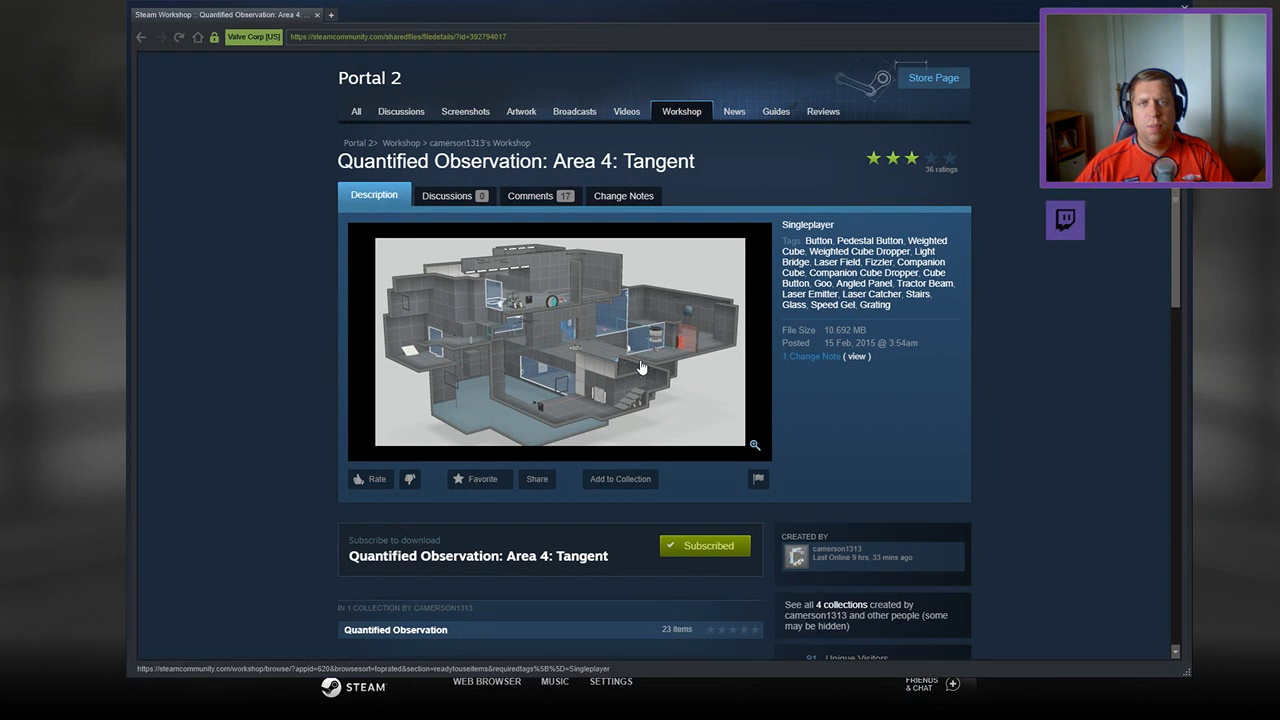 Steam Workshop :: Quantified Observation: Area 4: ...
Valve Corp [US]
https://steamcommunity.com/sharedfiles/filedetails/?id=392794017
Portal 2
Store Page
All Discussions Screenshots Artwork Broadcasts Videos Workshop News Guides Reviews
Portal 2> Workshop > camerson1313's Workshop
Quantified Observation: Area 4: Tangent
36 ratings
Description Discussions 0 Comments 17 Change Notes
Singleplayer
Tags: Button, Pedestal Button, Weighted
Cube, Weighted Cube Dropper, Light
Bridge, Laser Field, Fizzler, Companion
Cube, Companion Cube Dropper, Cube
Button, Goo, Angled Panel, Tractor Beam,
Laser Emitter, Laser Catcher, Stairs,
Glass, Speed Gel, Grating
File Size 10.692 MB
Posted 15 Feb, 2015 @ 3:54am
1 Change Note ( view )
Rate Favorite Share Add to Collection
Subscribe to download
Quantified Observation: Area 4: Tangent
Subscribed
CREATED BY
camerson1313
Last Online 9 hrs, 33 mins ago
See all 4 collections created by
camerson1313 and other people (some
may be hidden)
IN 1 COLLECTION BY CAMERSON1313
Quantified Observation 23 items
91 Unique Visitors
https://steamcommunity.com/workshop/browse/?appid=620&browsesort=toprated&section=readytouseitems&requiredtags%5B%5D=Singleplayer
STEAM
WEB BROWSER MUSIC SETTINGS
FRIENDS
& CHAT